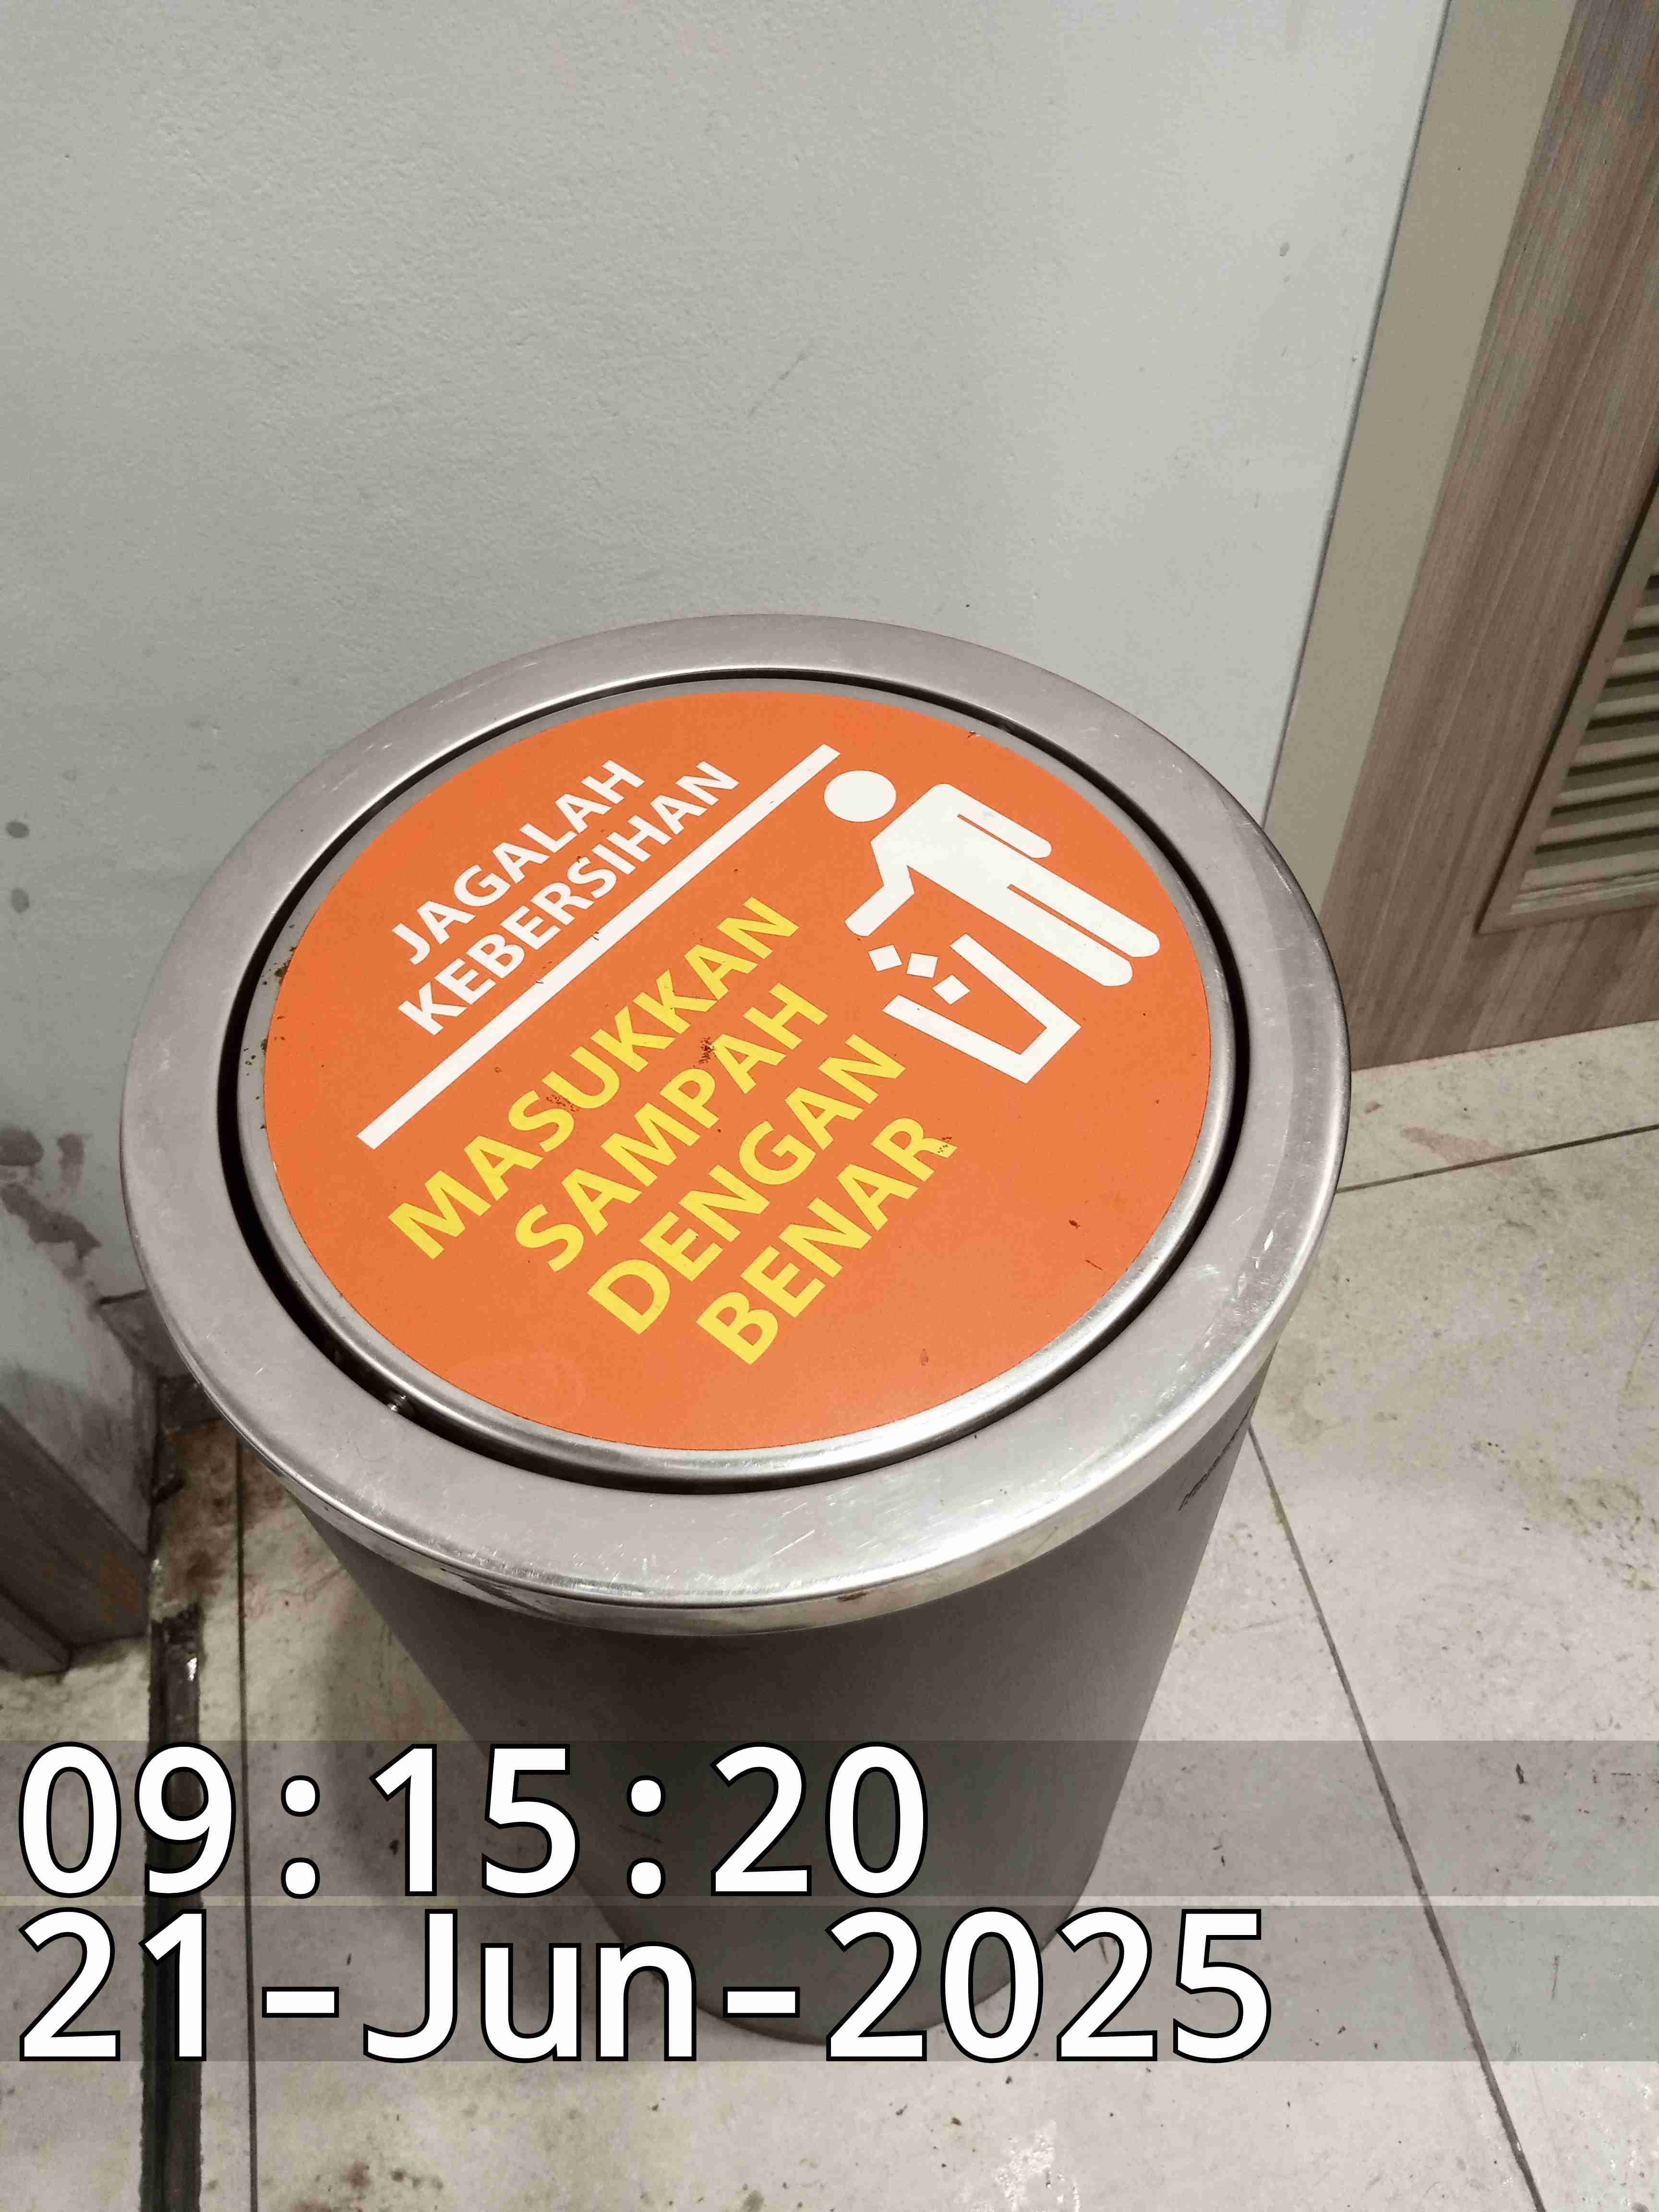 JAGALAH
KEBERSIHAN
MASUKKAN
SAMPAH
DENGAN
BENAR
09:15:20
21-Jun-2025